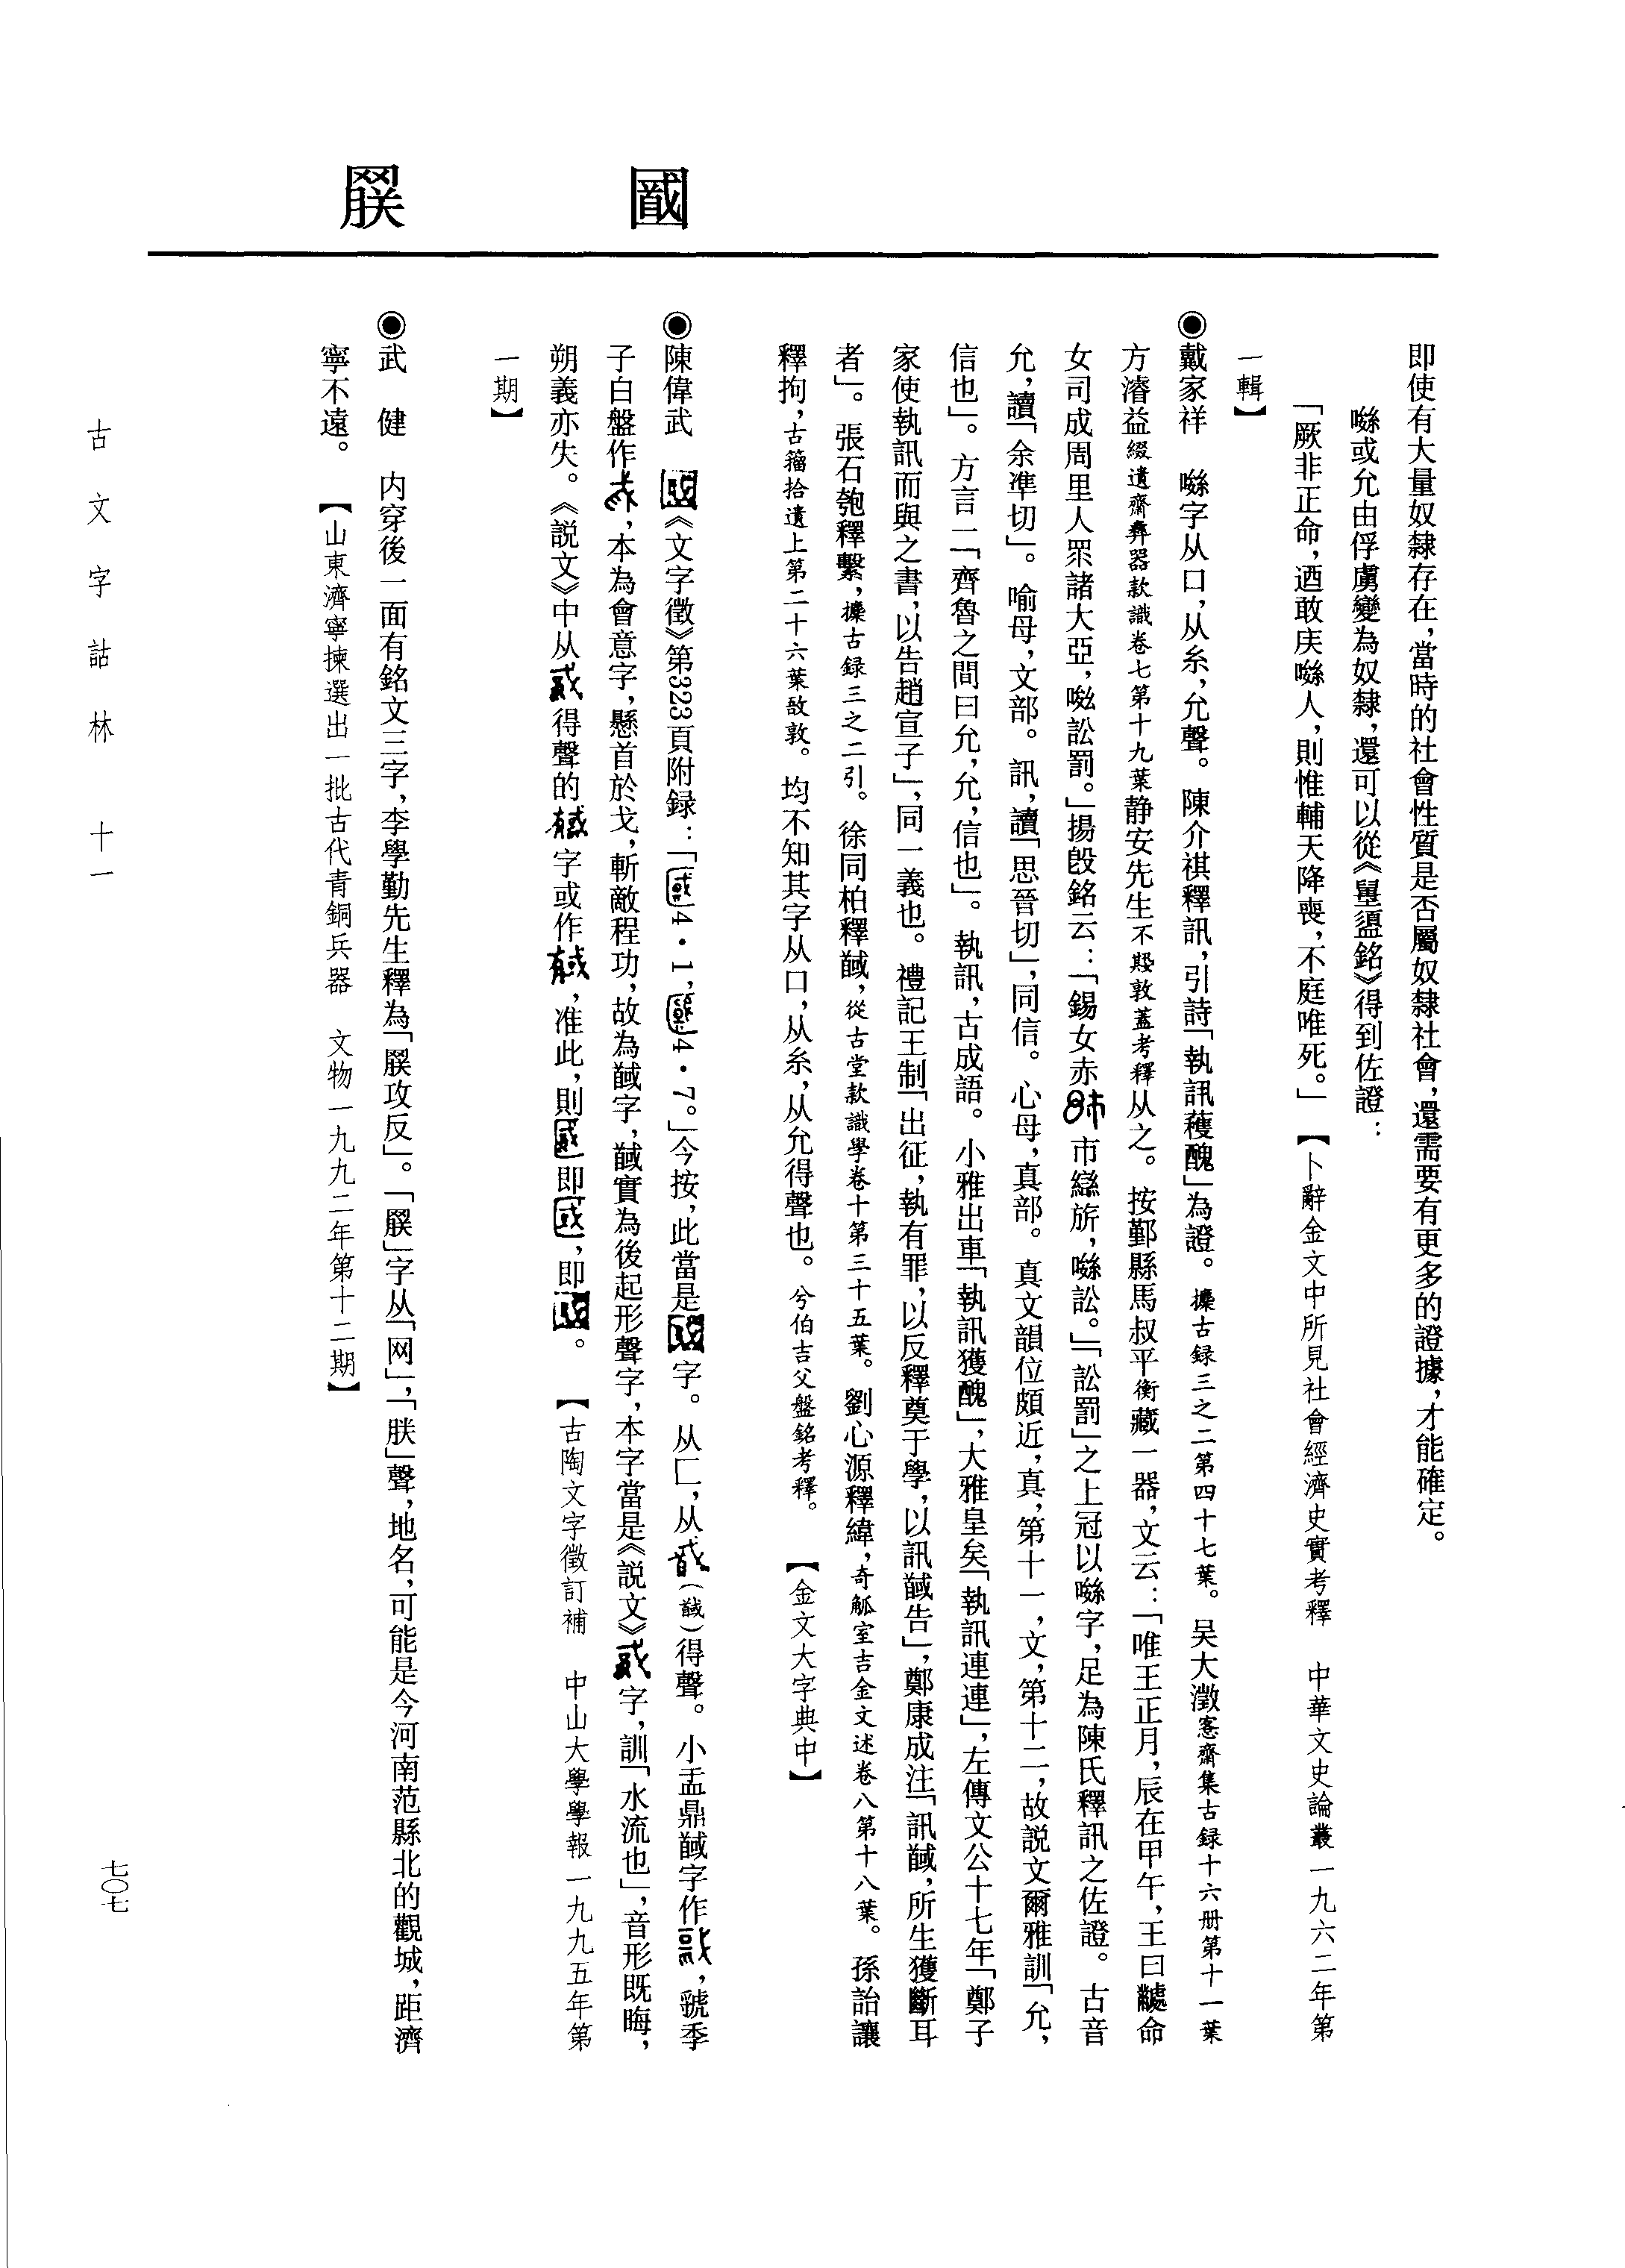 即使有大量奴隸存在，當時的社會性質是否屬奴隸社會，還需要有更多的證據，才能確定。
或允由俘虜變為奴隸，還可以從《盨銘》得到佐證：
「厥非正命，迺敢人，則惟輔天降喪，不庭唯死。」　【卜辭金文中所見社會經濟史實考釋　中華文史論叢一九六二年第
一輯】
◉戴家祥　字从口，从糸，允聲。陳介祺釋訊，引詩「執訊蒦醜」為證。攈古録三之二第四十七葉。吴大澂愙齋集古録十六册第十一葉
方濬益綴遺齋彝器款識卷七第十九葉静安先生不敦蓋考釋从之。按鄞縣馬叔平衡藏一器，文云：「唯王正月，辰在甲午，王曰命
女司成周里人眔諸大亞，訟罰。」揚𣪘銘云：「錫女赤市䜌旂，訟。」「訟罰」之上冠以字，足為陳氏釋訊之佐證。古音
允，讀「余準切」。喻母，文部。訊，讀「思晉切」，同信。心母，真部。真文韻位頗近，真，第十一，文，第十二，故説文爾雅訓「允，
信也」。方言一「齊魯之間曰允，允，信也」。執訊，古成語。小雅出車「執訊獲醜」，大雅皇矣「執訊連連」，左傳文公十七年「鄭子
家使執訊而與之書，以告趙宣子」，同一義也。禮記王制「出征，執有罪，以反釋奠于學，以訊馘告」，鄭康成注「訊馘，所生獲斷耳
者」。張石匏釋繫，攈古録三之二引。徐同柏釋馘，從古堂款識學卷十第三十五葉。劉心源釋緯，奇觚室吉金文述卷八第十八葉。孫詒讓
釋拘，古籀拾遺上第二十六葉敔敦。均不知其字从口，从糸，从允得聲也。兮伯吉父盤銘考釋。　【金文大字典中】
◉陳偉武　《文字徵》第323頁附録：「4·1，4·7。」今按，此當是字。从匚，从（馘）得聲。小盂鼎馘字作，虢季
子白盤作，本為會意字，懸首於戈，斬敵程功，故為馘字，馘實為後起形聲字，本字當是《説文》字，訓「水流也」，音形既晦，
朔義亦失。《説文》中从得聲的字或作，准此，則即，即。　【古陶文字徵訂補　中山大學學報一九九五年第
一期】
◉武　健　内穿後一面有銘文三字，李學勤先生釋為「攻反」。「」字从「网」，「朕」聲，地名，可能是今河南范縣北的觀城，距濟
寧不遠。　【山東濟寧揀選出一批古代青銅兵器　文物一九九二年第十二期】
古文字詁林　十一
七〇七